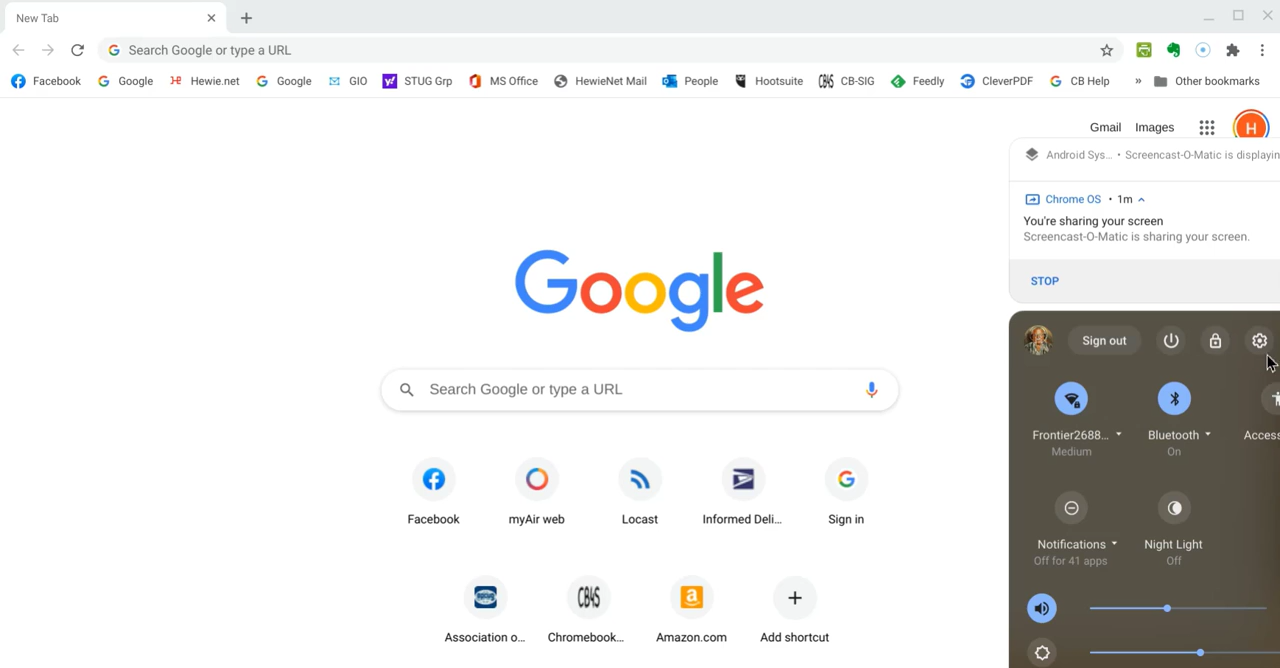 New Tab
Search Google or type a URL
Facebook Google Hewie.net Google GIO STUG Grp MS Office HewieNet Mail People Hootsuite CB-SIG Feedly CleverPDF CB Help » Other bookmarks
Gmail Images
H
Android Sys... • Screencast-O-Matic is displayin
Chrome OS • 1m
You're sharing your screen
Screencast-O-Matic is sharing your screen.
STOP
Google
Sign out
Search Google or type a URL
Frontier2688... Bluetooth Access
Medium On
Facebook myAir web Locast Informed Deli... Sign in
Notifications Night Light
Off for 41 apps Off
CB4S
Association o... Chromebook... Amazon.com Add shortcut